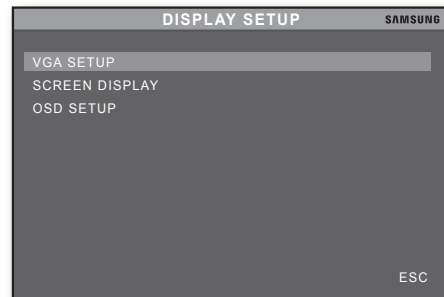 DISPLAY SETUP SAMSUNG
VGA SETUP
SCREEN DISPLAY
OSD SETUP
ESC